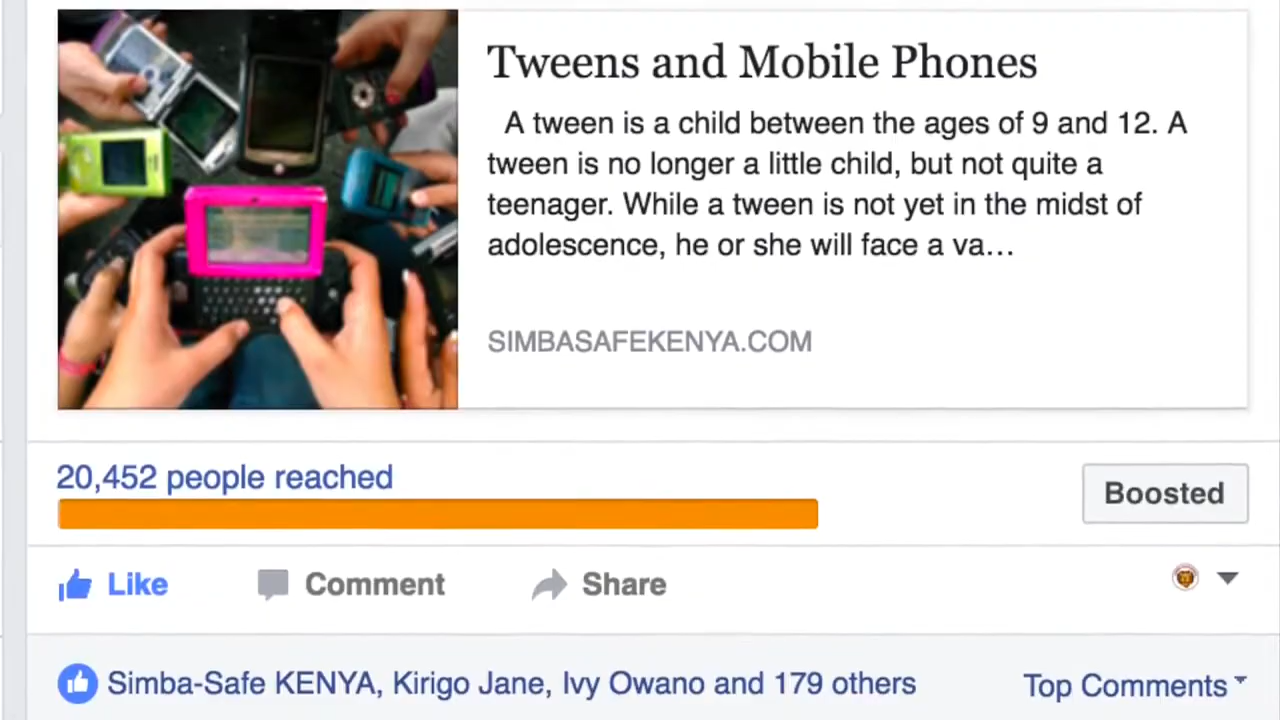 Tweens and Mobile Phones
A tween is a child between the ages of 9 and 12. A
tween is no longer a little child, but not quite a
teenager. While a tween is not yet in the midst of
adolescence, he or she will face a va...
SIMBASAFEKENYA.COM
20,452 people reached
Boosted
Like Comment Share
Simba-Safe KENYA, Kirigo Jane, Ivy Owano and 179 others
Top Comments